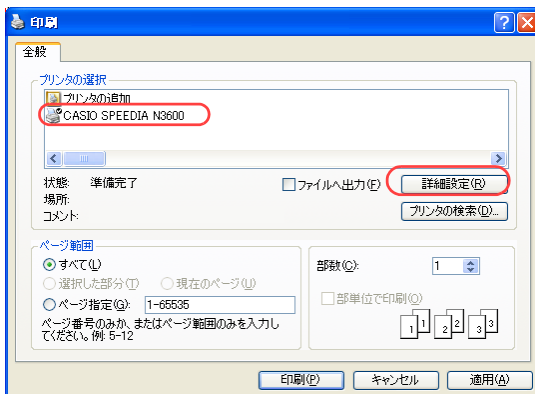 印刷
全般
プリンタの選択
プリンタの追加
CASIO SPEEDIA N3600
状態: 準備完了
ファイルへ出力(F)
詳細設定(R)
場所:
コメント:
プリンタの検索(D)...
ページ範囲
すべて(L)
選択した部分(T) 現在のページ(U)
ページ指定(G): 1-65535
ページ番号のみか、またはページ範囲のみを入力し
てください。例: 5-12
部数(C): 1
部単位で印刷(O)
1 1 2 2 3 3
印刷(P) キャンセル 適用(A)